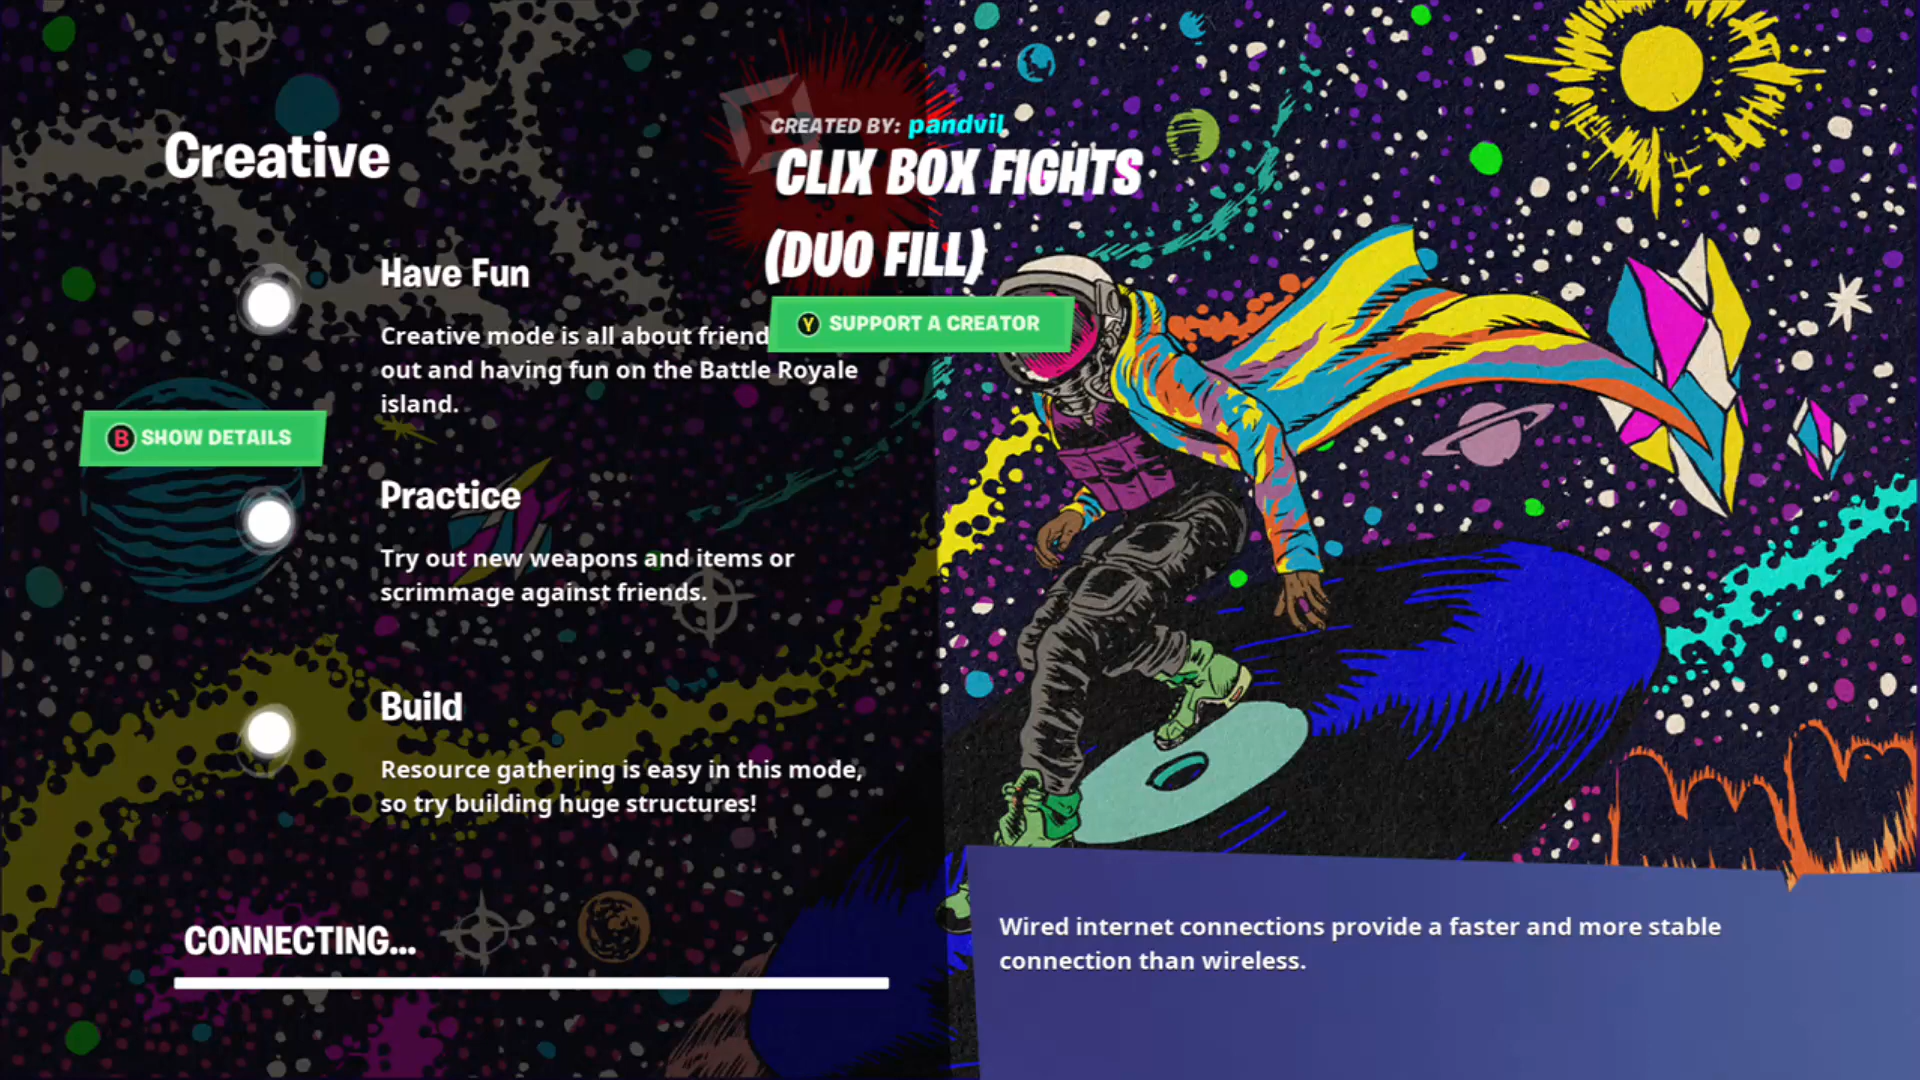 Creative
CREATED BY: pandvil
CLIX BOX FIGHTS
(DUO FILL)
Y SUPPORT A CREATOR
Have Fun
Creative mode is all about friend
out and having fun on the Battle Royale
island.
B SHOW DETAILS
Practice
Try out new weapons and items or
scrimmage against friends.
Build
Resource gathering is easy in this mode,
so try building huge structures!
CONNECTING...
Wired internet connections provide a faster and more stable
connection than wireless.